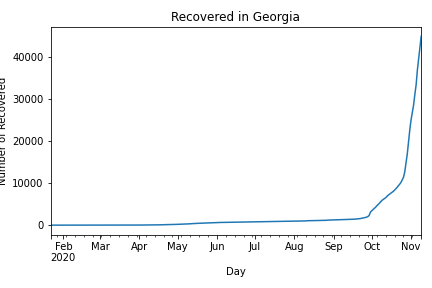 Recovered in Georgia
Number of Recovered
40000
30000
20000
10000
0
Feb Mar Apr May Jun Jul Aug Sep Oct Nov
2020
Day